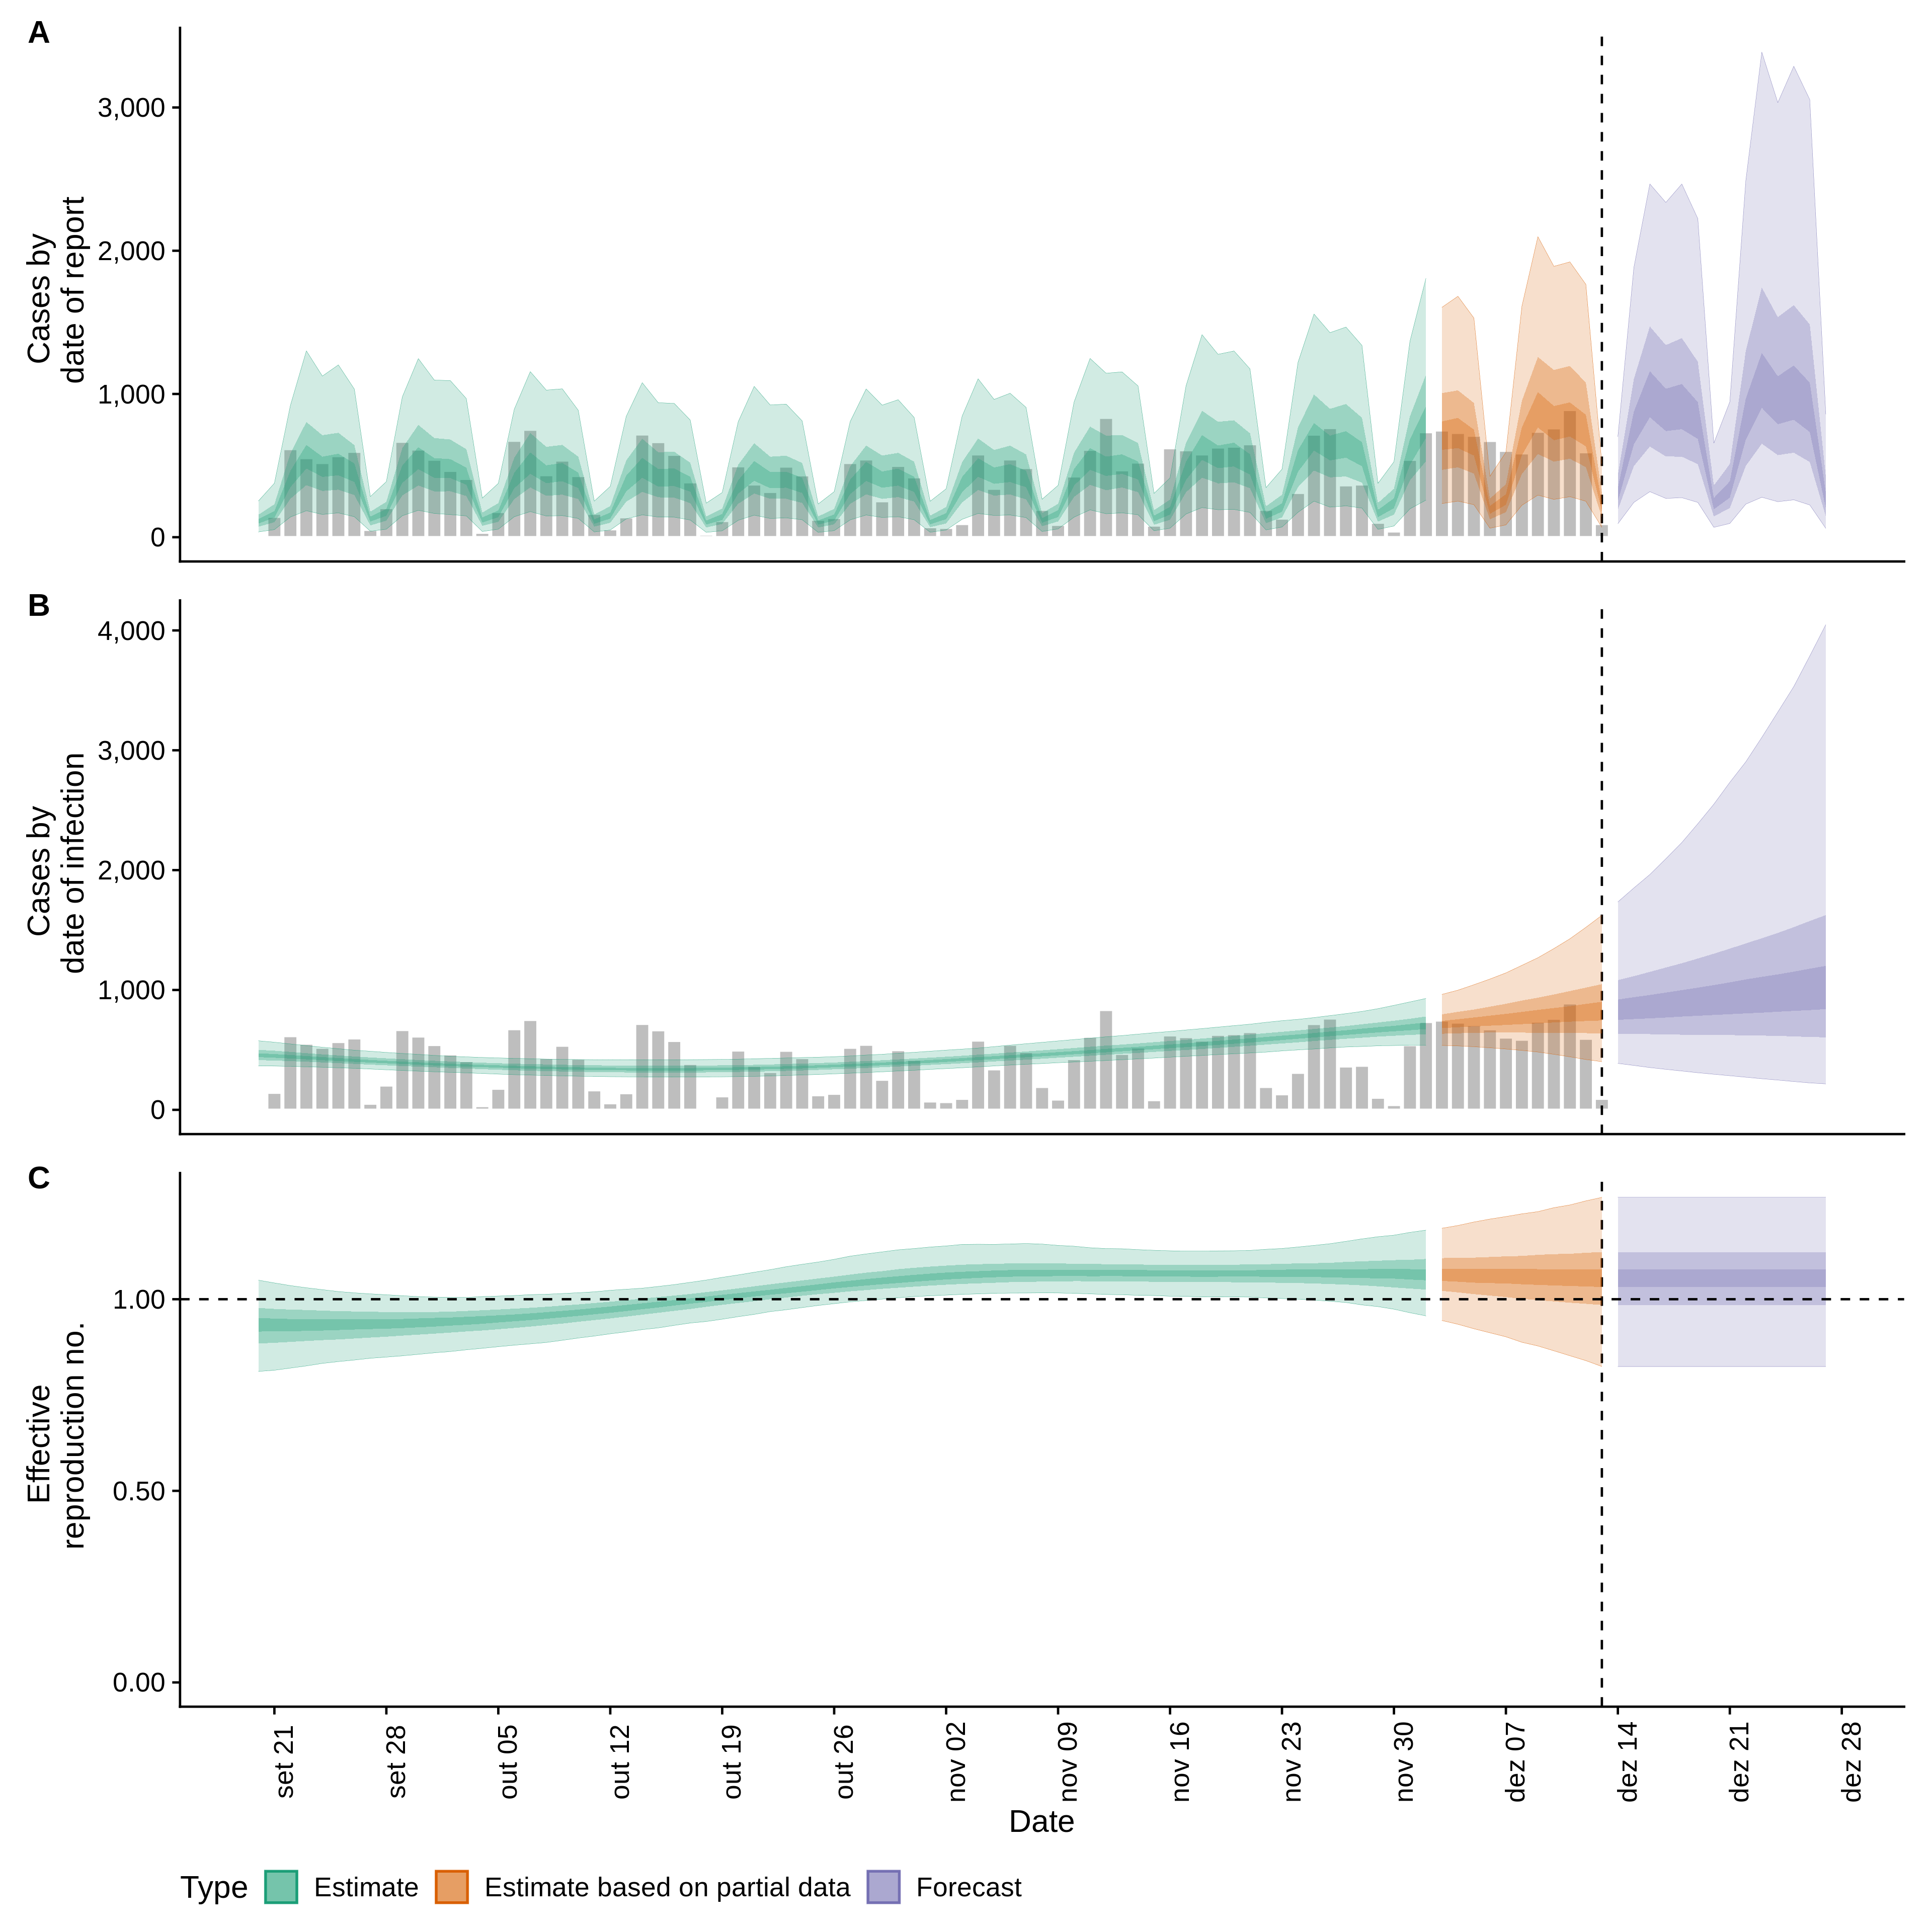 A
Cases by
date of report
3,000
2,000
1,000
0
B
Cases by
date of infection
4,000
3,000
2,000
1,000
0
C
Effective
reproduction no.
1.00
0.50
0.00
set 21
set 28
out 05
out 12
out 19
out 26
nov 02
nov 09
nov 16
nov 23
nov 30
dez 07
dez 14
dez 21
dez 28
Date
Type Estimate Estimate based on partial data Forecast